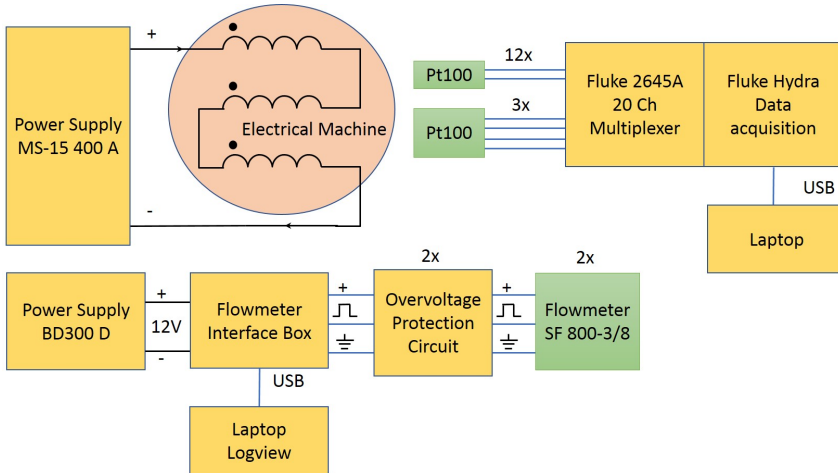 +
Power Supply
MS-15 400 A
-
Electrical Machine
Pt100
12x
Pt100
3x
Fluke 2645A
20 Ch
Multiplexer
Fluke Hydra
Data
acquisition
USB
Laptop
Power Supply
BD300 D
+
12V
-
Flowmeter
Interface Box
+
2x
Overvoltage
Protection
Circuit
+
2x
Flowmeter
SF 800-3/8
USB
Laptop
Logview